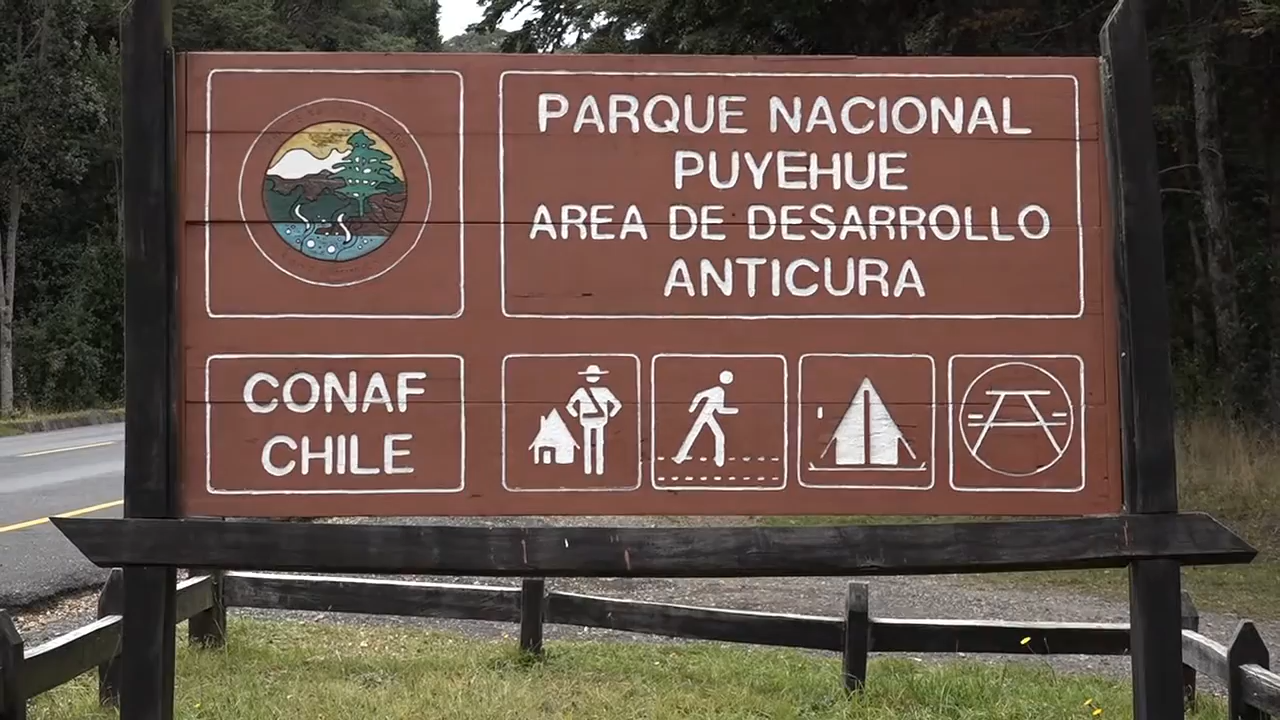 PARQUE NACIONAL
PUYEHUE
AREA DE DESARROLLO
ANTICURA
CONAF
CHILE